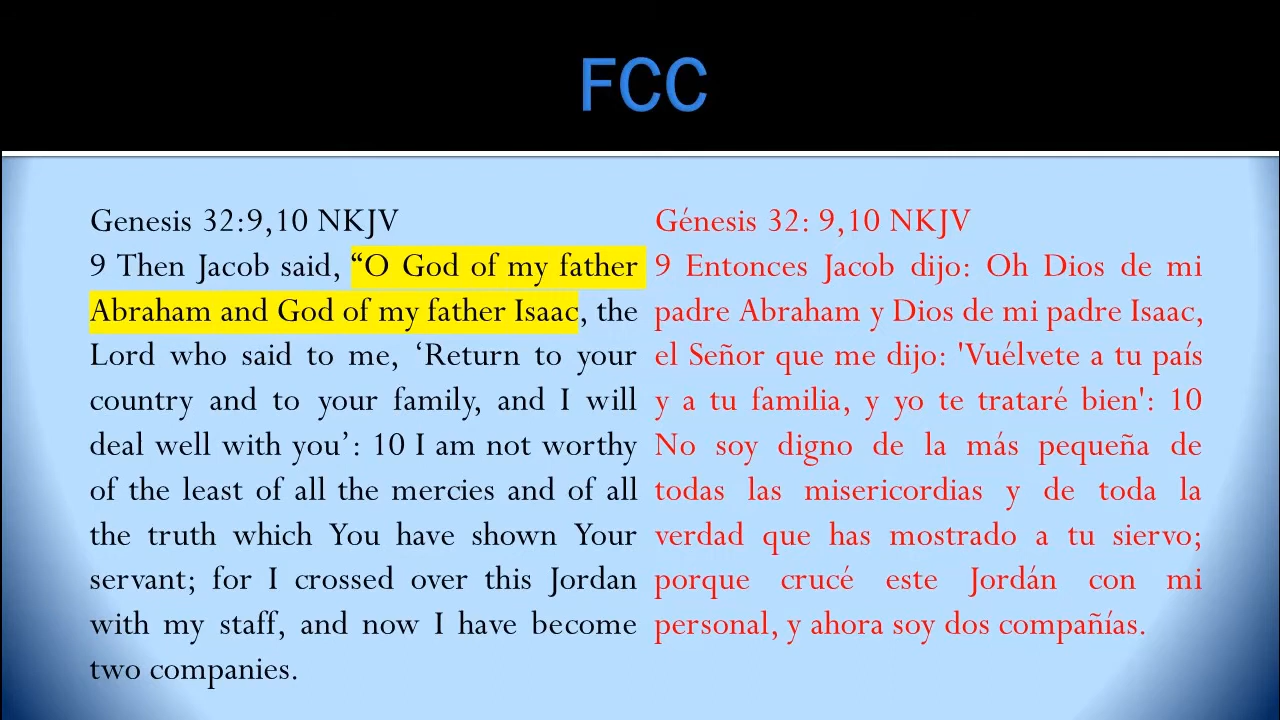 FCC
Genesis 32:9,10 NKJV
9 Then Jacob said, “O God of my father
Abraham and God of my father Isaac, the
Lord who said to me, ‘Return to your
country and to your family, and I will
deal well with you’: 10 I am not worthy
of the least of all the mercies and of all
the truth which You have shown Your
servant; for I crossed over this Jordan
with my staff, and now I have become
two companies.
Génesis 32: 9,10 NKJV
9 Entonces Jacob dijo: Oh Dios de mi
padre Abraham y Dios de mi padre Isaac,
el Señor que me dijo: 'Vuélvete a tu país
y a tu familia, y yo te trataré bien': 10
No soy digno de la más pequeña de
todas las misericordias y de toda la
verdad que has mostrado a tu siervo;
porque crucé este Jordán con mi
personal, y ahora soy dos compañías.